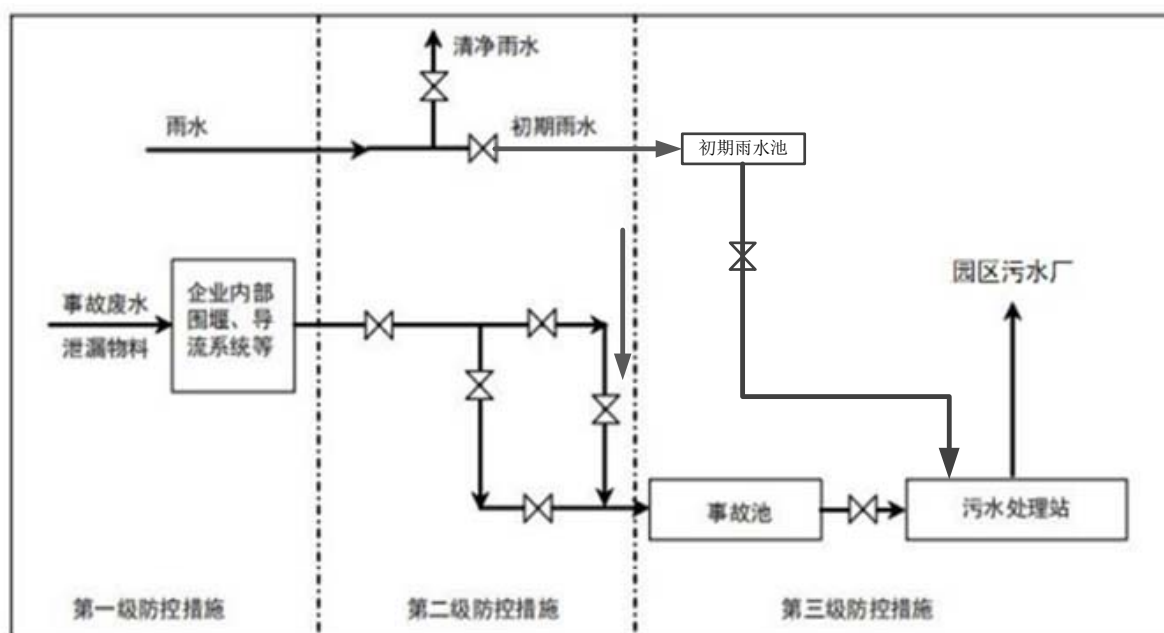 清净雨水
雨水
初期雨水
初期雨水池
事故废水
泄漏物料
企业内部
围堰、导
流系统等
园区污水厂
事故池
污水处理站
第一级防控措施
第二级防控措施
第三级防控措施